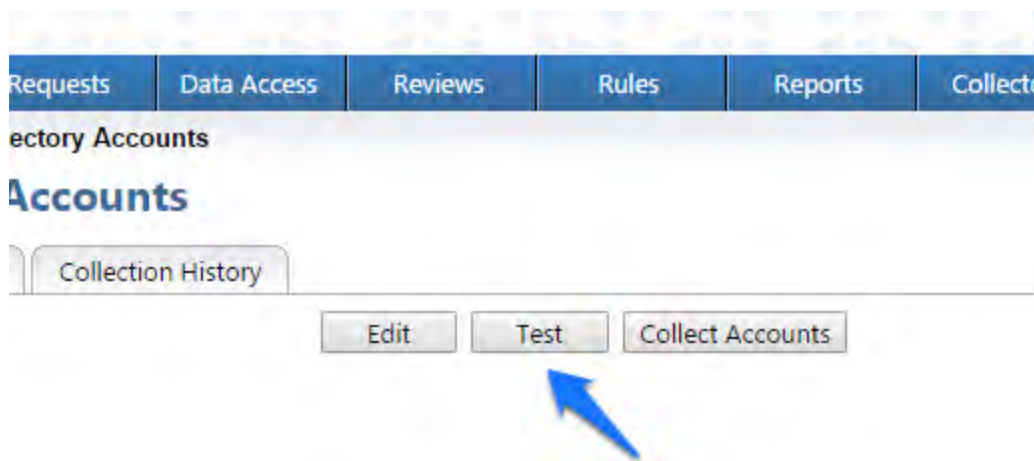 Requests Data Access Reviews Rules Reports Collecto
ectory Accounts
Accounts
Collection History
Edit Test Collect Accounts